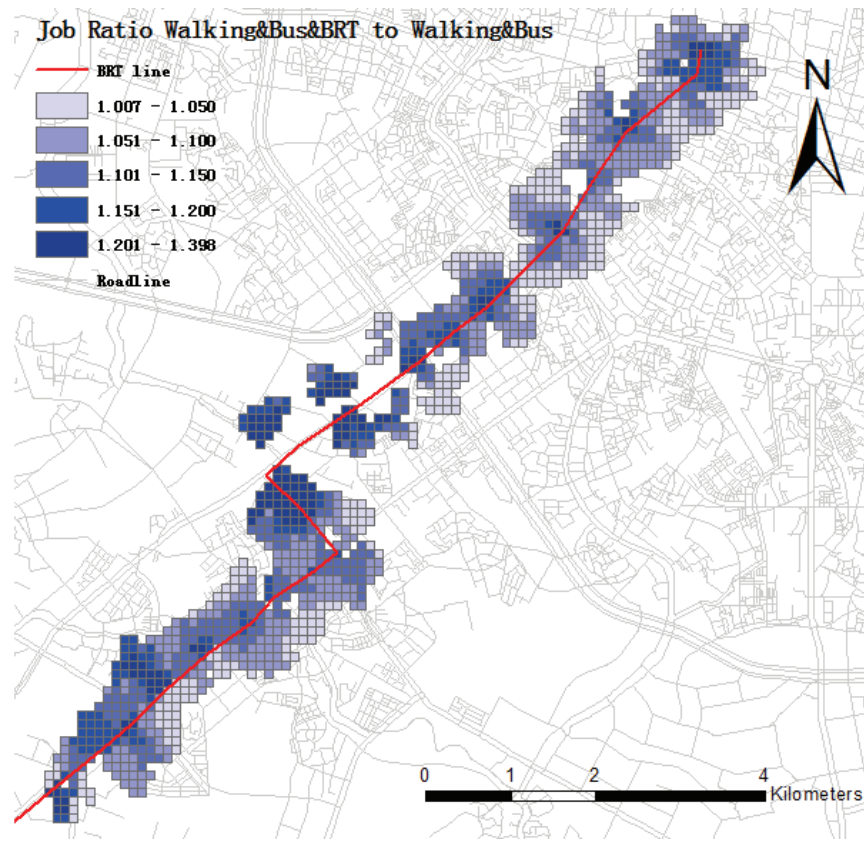 Job Ratio Walking&Bus&BRT to Walking&Bus
BRT line
1.007 - 1.050
1.051 - 1.100
1.101 - 1.150
1.151 - 1.200
1.201 - 1.398
Roadline
N
0 1 2 4
Kilometers